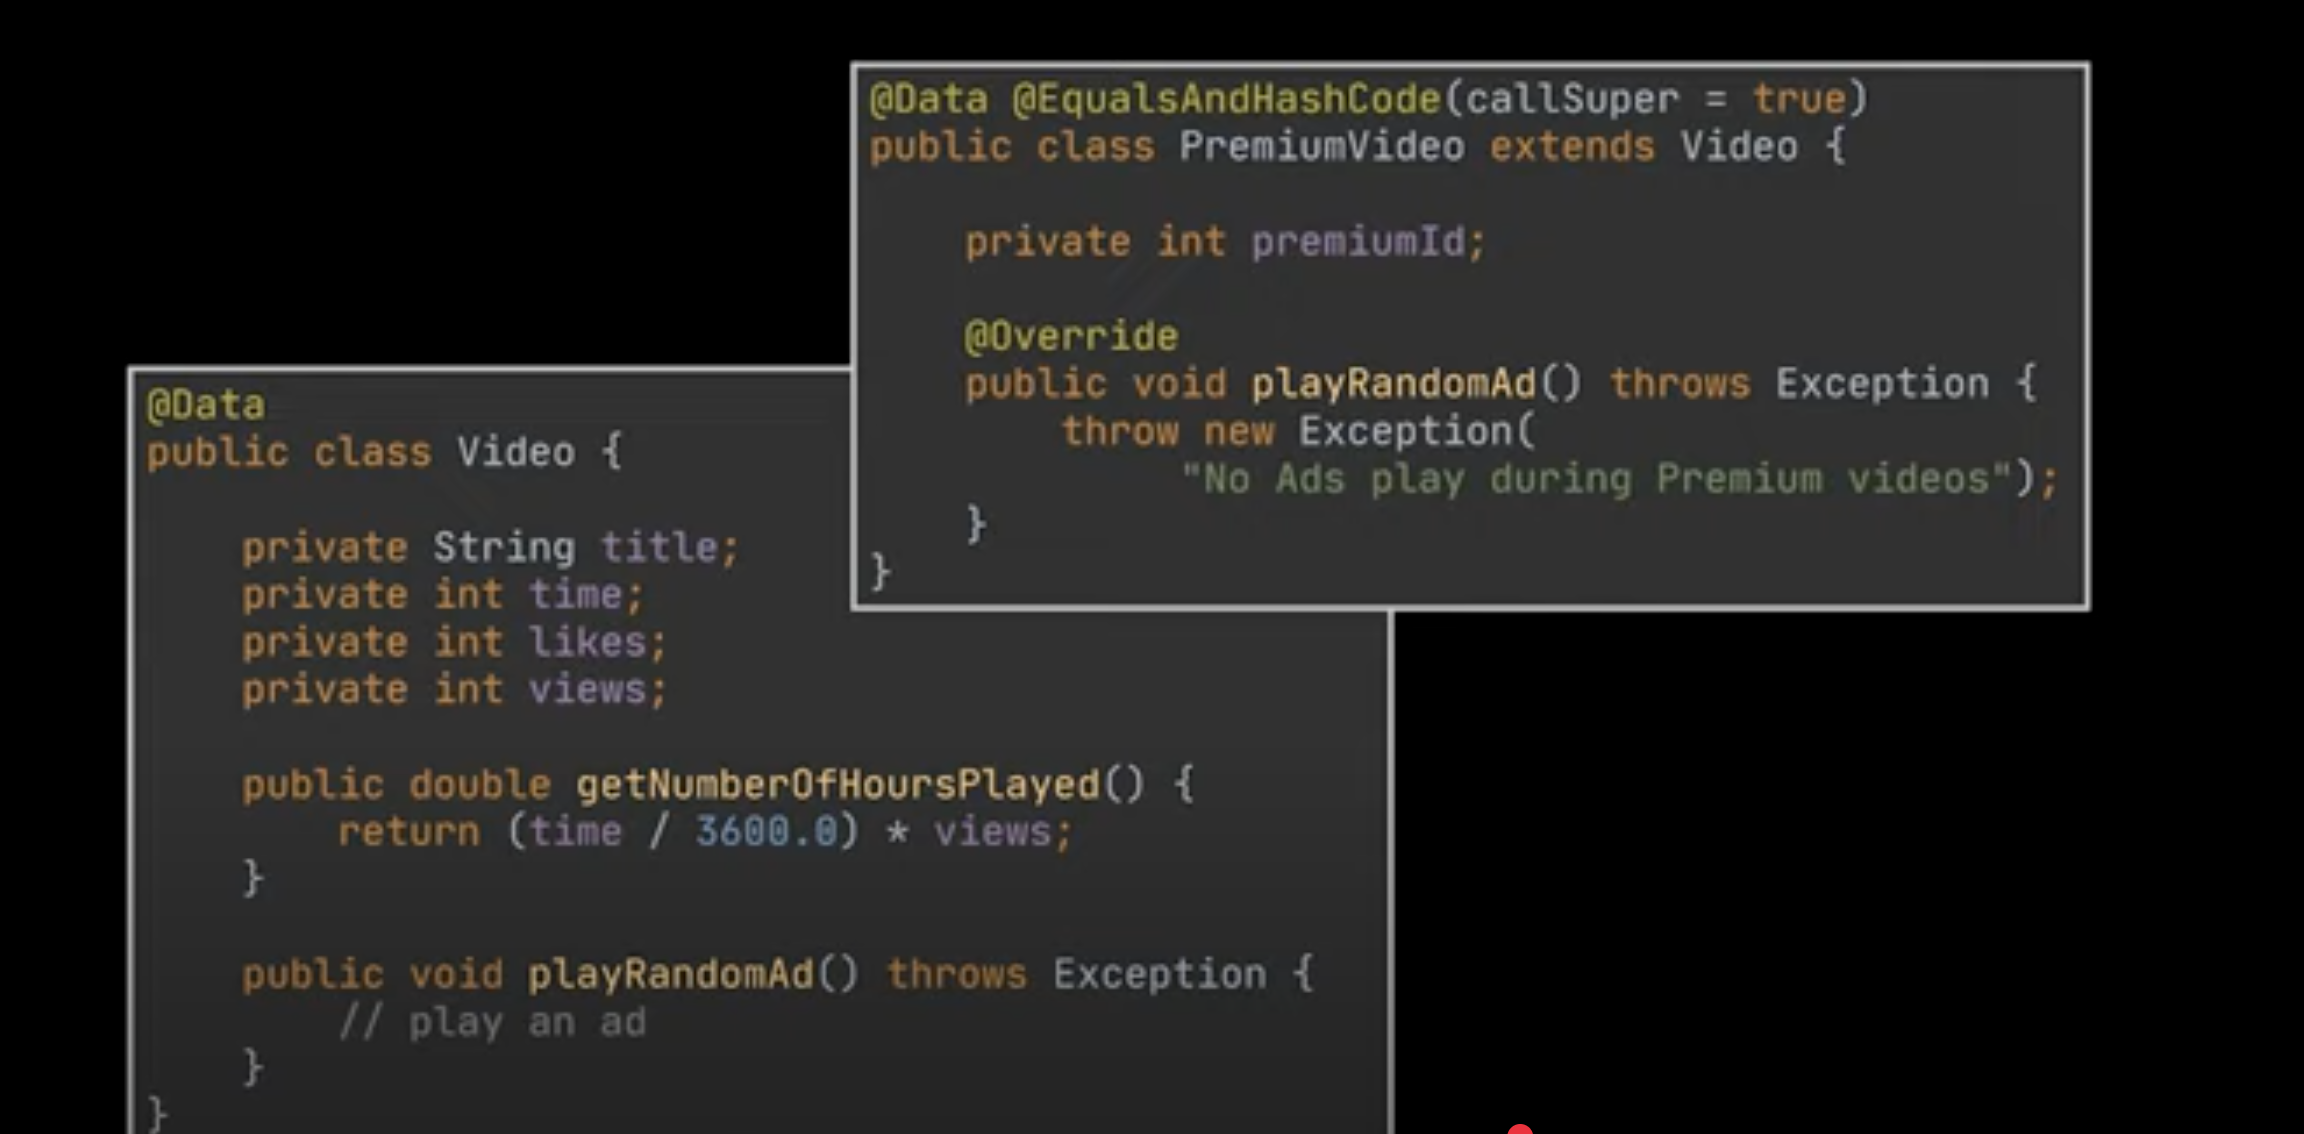 @Data @EqualsAndHashCode(callSuper = true)
public class PremiumVideo extends Video {
private int premiumId;
@Override
public void playRandomAd() throws Exception {
throw new Exception(
"No Ads play during Premium videos");
}
}
@Data
public class Video {
private String title;
private int time;
private int likes;
private int views;
public double getNumberOfHoursPlayed() {
return (time / 3600.0) * views;
}
public void playRandomAd() throws Exception {
// play an ad
}
}